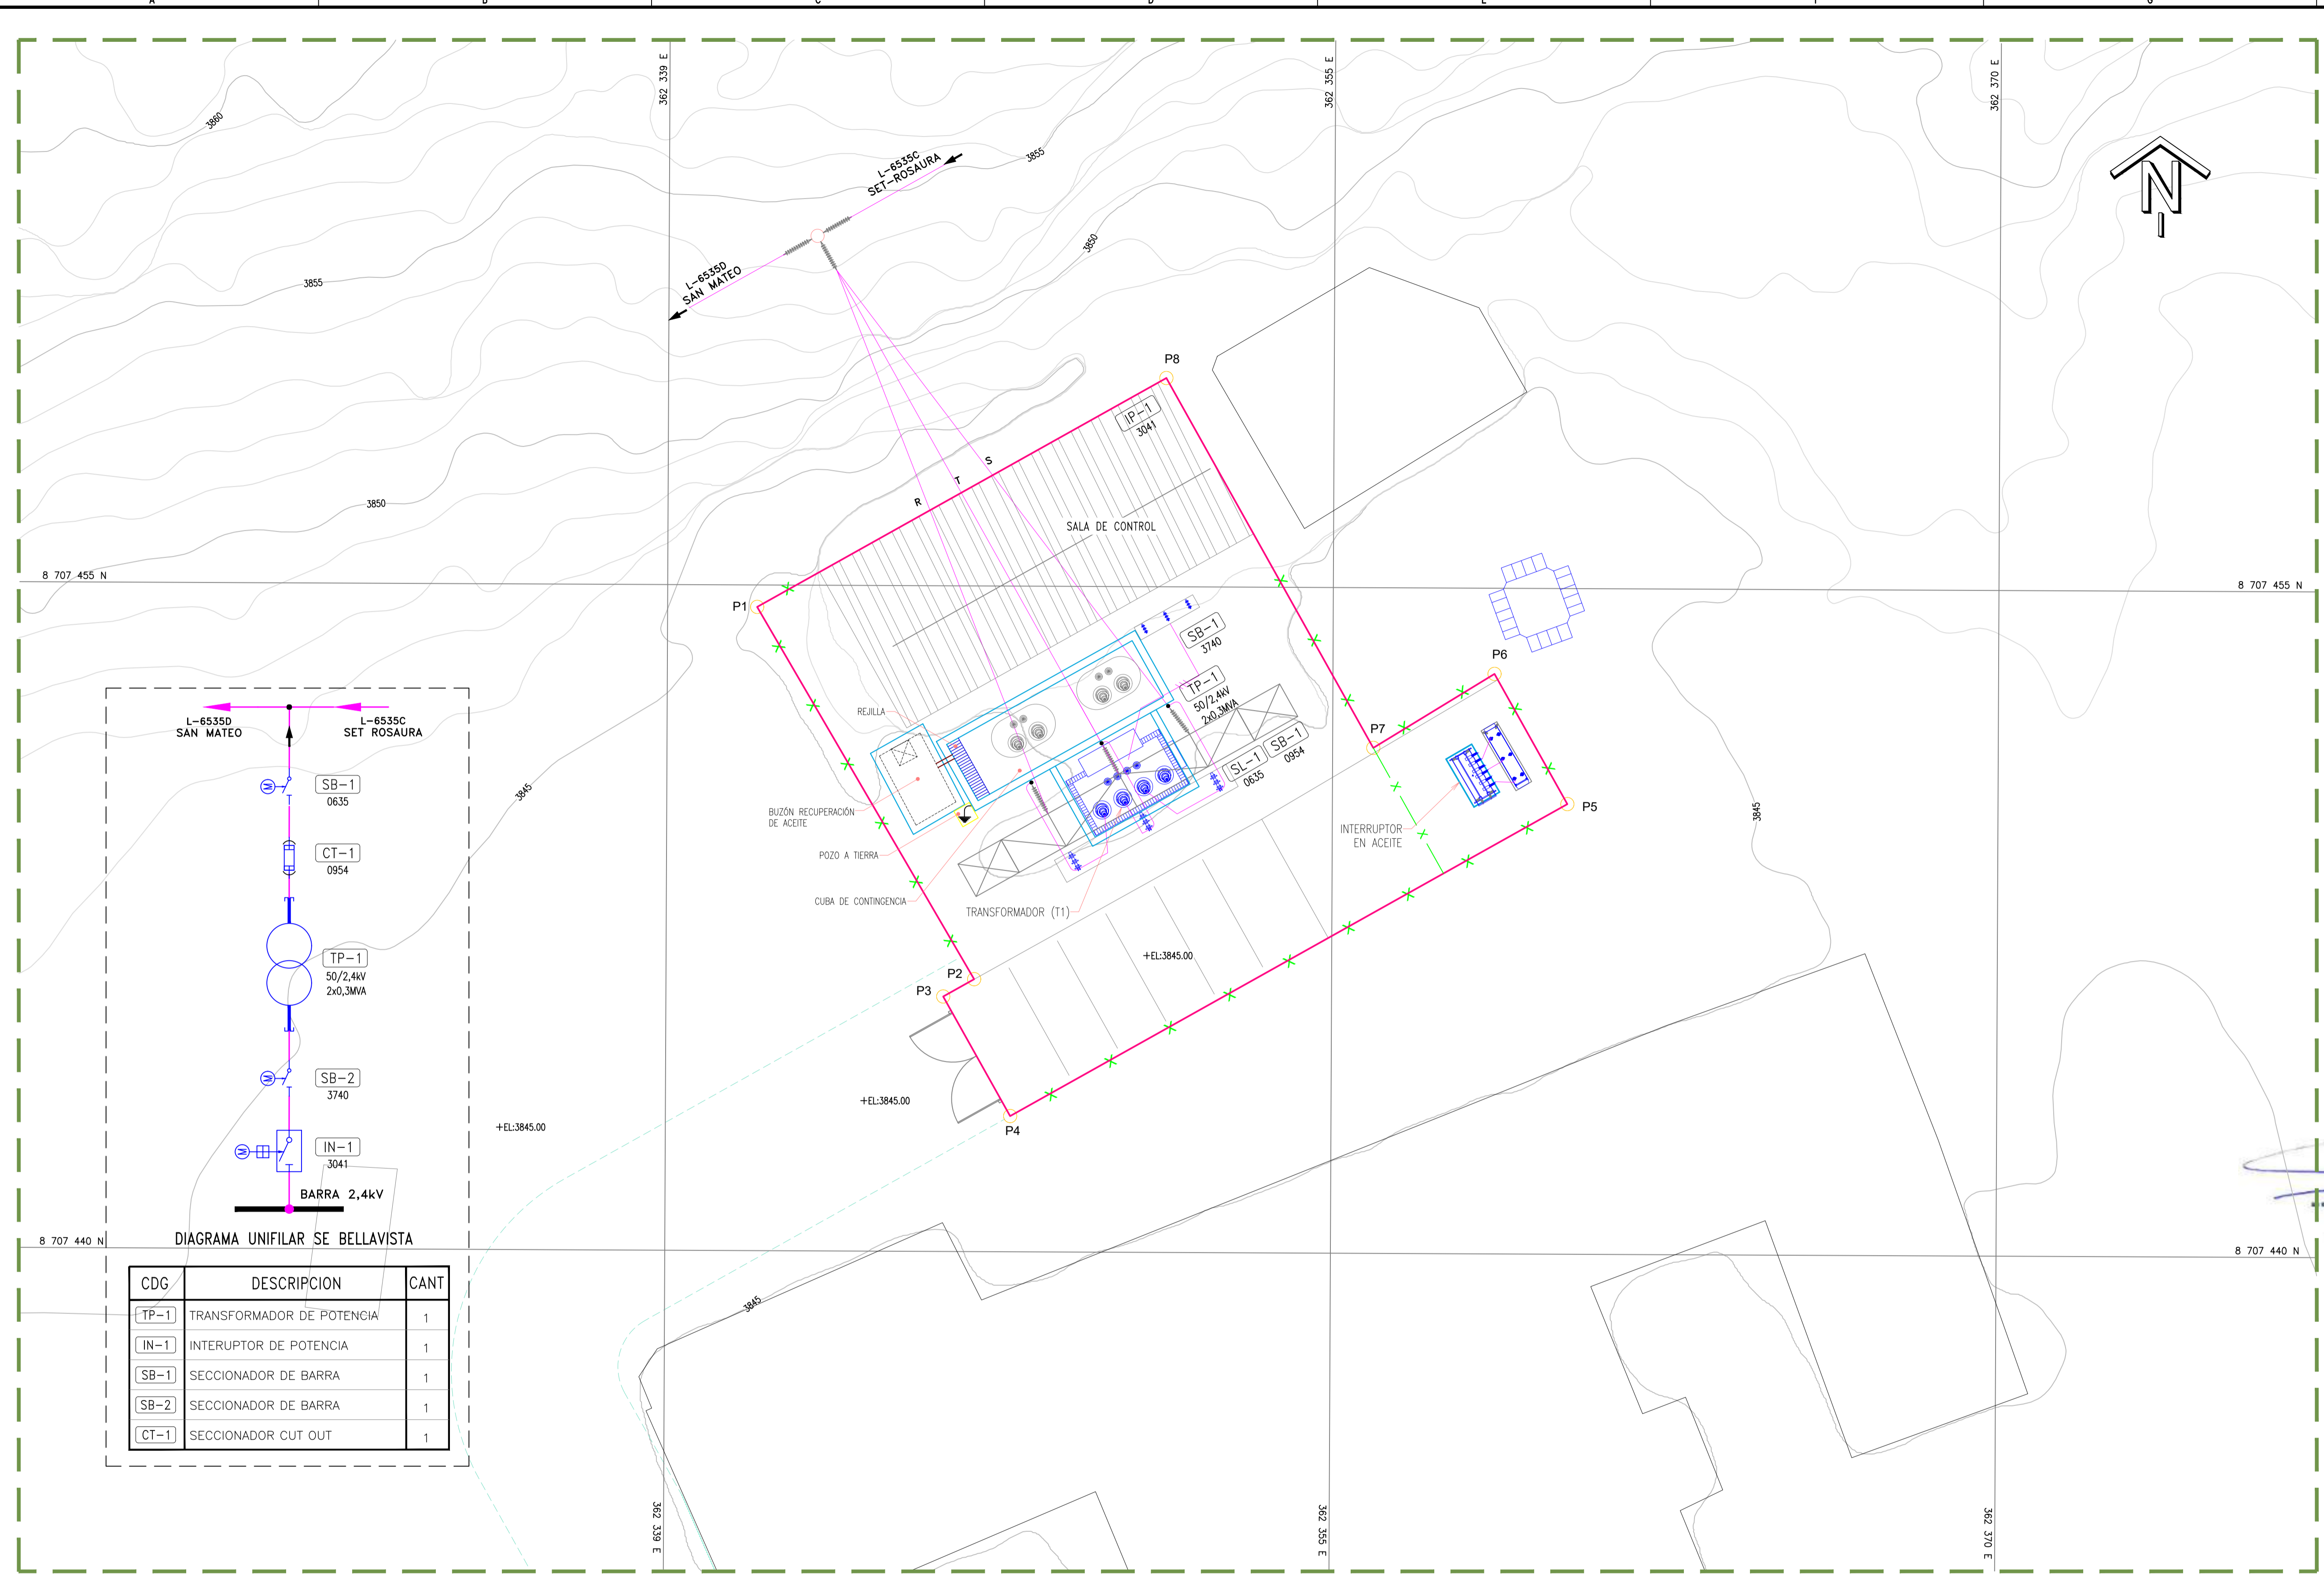 362 339 E
362 355 E
362 370 E
N
3860
L-6535C
SET-ROSAURA
3855
3850
L-6535D
SAN MATEO
3855
P8
IP-1
3041
S
T
R
3850
SALA DE CONTROL
8 707 455 N
8 707 455 N
P1
SB-1
3740
P6
TP-1
50/2,4kV
2x0,3MVA
REJILLA
P7
SL-1
0635
SB-1
0954
BUZÓN RECUPERACIÓN
DE ACEITE
P5
3845
3845
INTERRUPTOR
EN ACEITE
POZO A TIERRA
CUBA DE CONTINGENCIA
TRANSFORMADOR (T1)
+EL:3845.00
P2
P3
+EL:3845.00
P4
+EL:3845.00
L-6535D
SAN MATEO
L-6535C
SET ROSAURA
M
SB-1
0635
CT-1
0954
TP-1
50/2,4kV
2x0,3MVA
M
SB-2
3740
M
IN-1
3041
BARRA 2,4kV
DIAGRAMA UNIFILAR SE BELLAVISTA
8 707 440 N
8 707 440 N
CDG DESCRIPCION CANT
TP-1 TRANSFORMADOR DE POTENCIA 1
IN-1 INTERUPTOR DE POTENCIA 1
SB-1 SECCIONADOR DE BARRA 1
SB-2 SECCIONADOR DE BARRA 1
CT-1 SECCIONADOR CUT OUT 1
3845
362 339 E
362 355 E
362 370 E